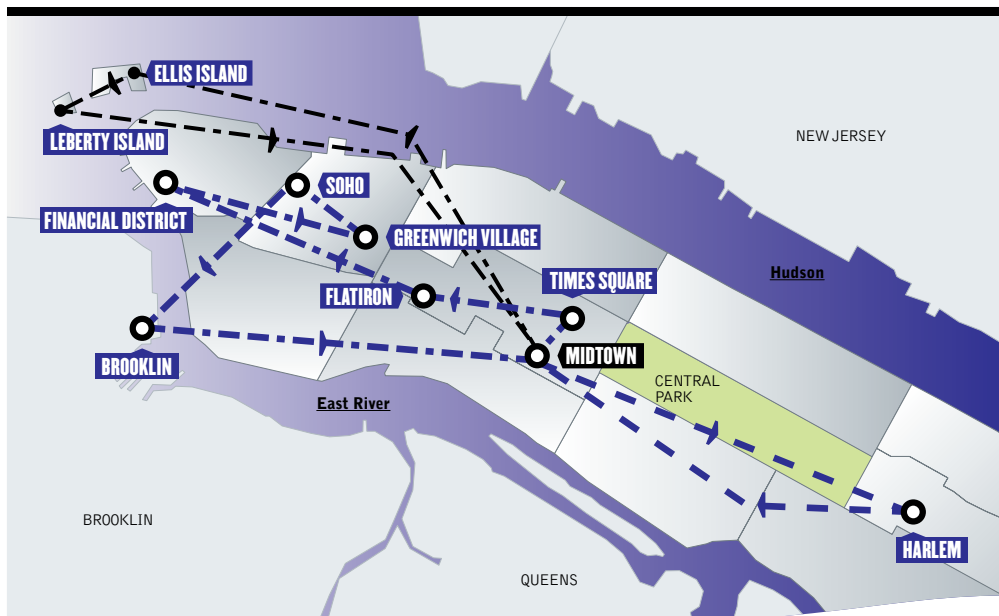 ELLIS ISLAND
LEBERTY ISLAND
NEW JERSEY
SOHO
FINANCIAL DISTRICT
GREENWICH VILLAGE
Hudson
TIMES SQUARE
FLATIRON
MIDTOWN
BROOKLIN
CENTRAL
PARK
East River
BROOKLIN
HARLEM
QUEENS